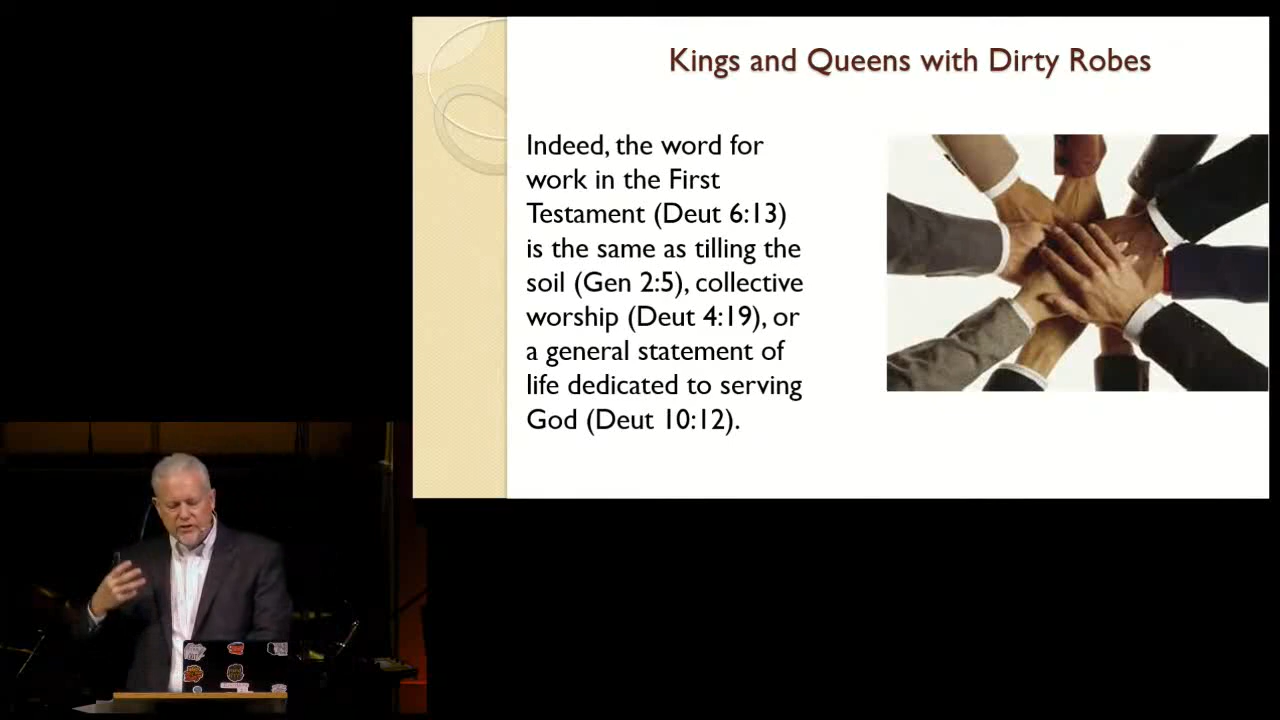 Kings and Queens with Dirty Robes
Indeed, the word for
work in the First
Testament (Deut 6:13)
is the same as tilling the
soil (Gen 2:5), collective
worship (Deut 4:19), or
a general statement of
life dedicated to serving
God (Deut 10:12).